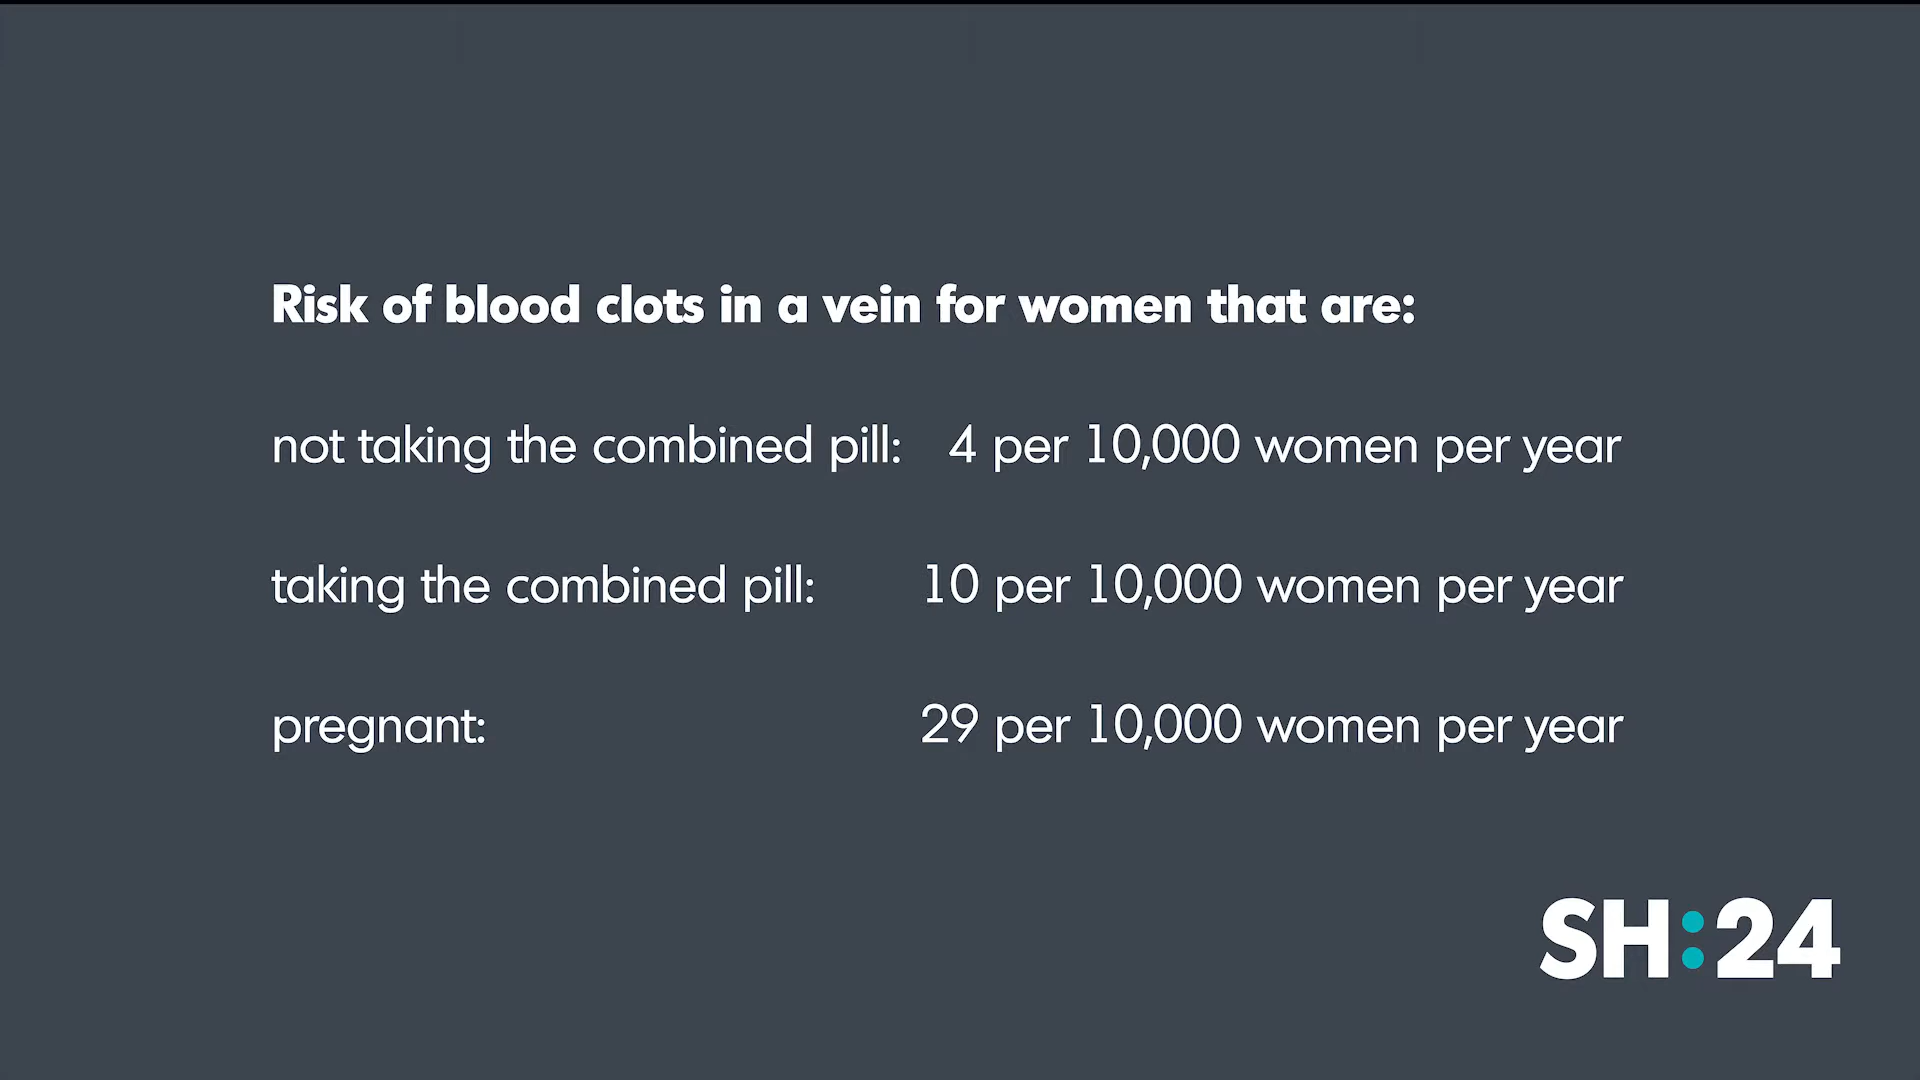 Risk of blood clots in a vein for women that are:
not taking the combined pill: 4 per 10,000 women per year
taking the combined pill: 10 per 10,000 women per year
pregnant: 29 per 10,000 women per year
SH:24